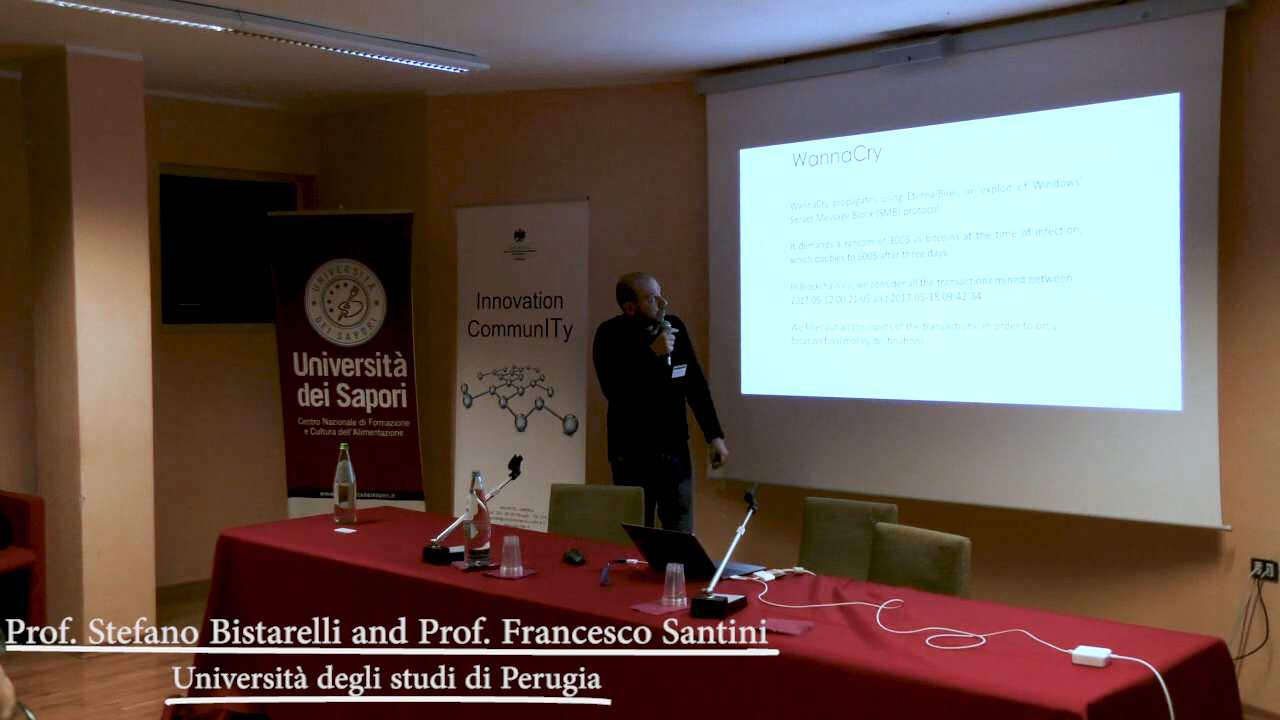 WannaCry
WannaCry propagates using EternalBlue, an exploit of Windows'
Server Message Block (SMB) protocol
It demands a ransom of 300$ in bitcoins at the time of infection,
which doubles to 600$ after three days
In BlockchainVis, we consider all the transactions mined between
2017-05-12 00:21:05 and 2017-05-18 09:42:34
We filter out all the inputs of the transactions, in order to only
focus on final money destinations
UNIVERSITÀ
DEI SAPORI
Università
dei Sapori
Centro Nazionale di Formazione
e Cultura dell'Alimentazione
Innovation
CommunITy
Prof. Stefano Bistarelli and Prof. Francesco Santini
Università degli studi di Perugia